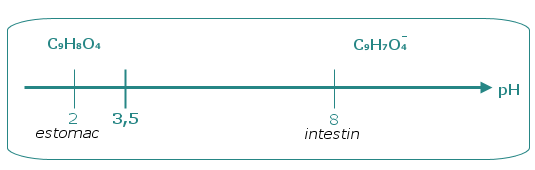 C₉H₈O₄ C₉H₇O₄⁻
pH
2 3,5 8
estomac intestin